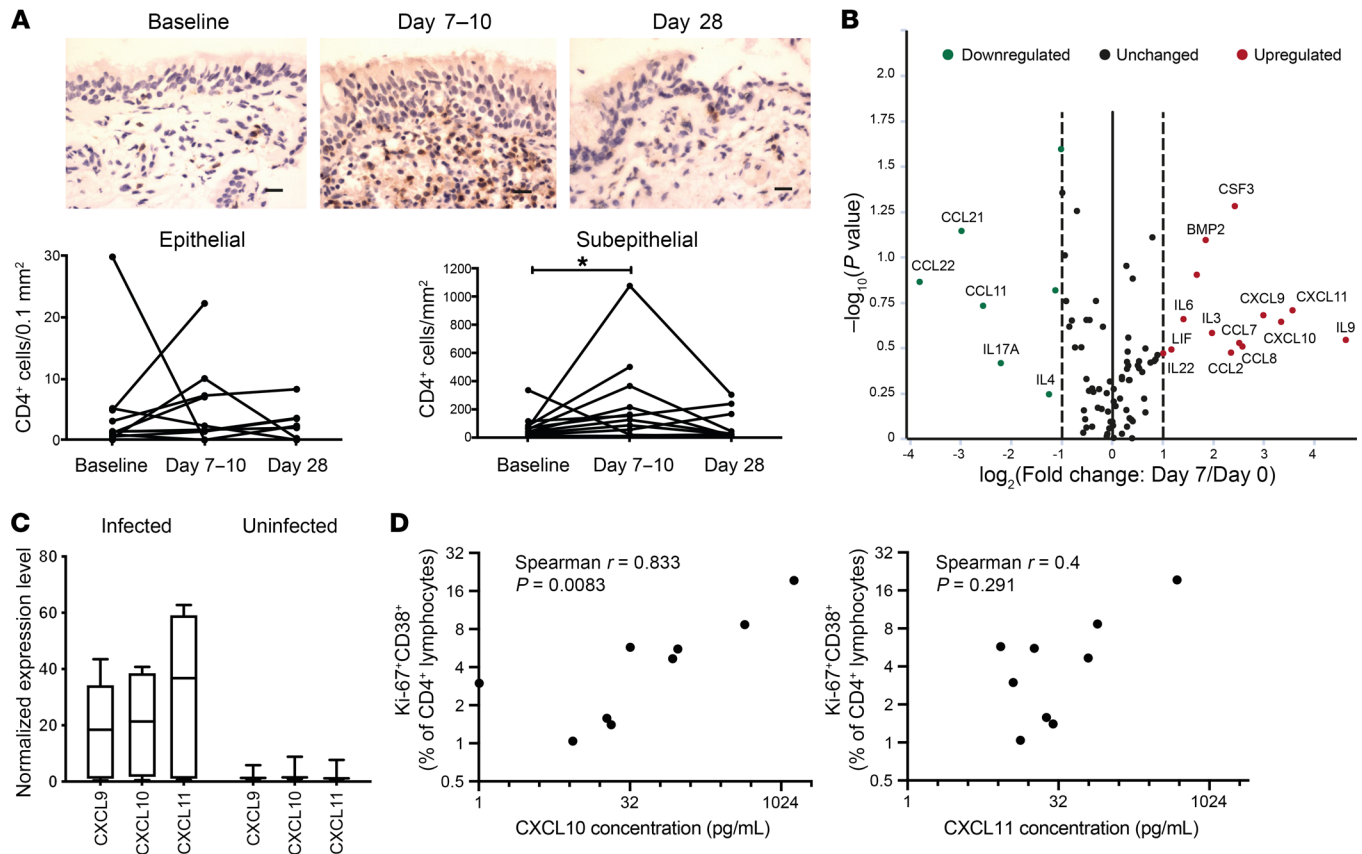 A
Baseline
Day 7–10
Day 28
Epithelial
CD4⁺ cells/0.1 mm²
30
20
10
0
Baseline
Day 7–10
Day 28
Subepithelial
*
CD4⁺ cells/mm²
1200
1000
800
600
400
200
0
Baseline
Day 7–10
Day 28
B
Downregulated
Unchanged
Upregulated
–log₁₀(P value)
2.0
1.75
1.5
1.25
1.0
0.75
0.5
0.25
0
CSF3
CCL21
BMP2
CCL22
CCL11
IL6
CXCL9
CXCL11
IL3
CXCL10
IL9
CCL7
IL17A
LIF
CCL8
IL22
CCL2
IL4
-4
-3
-2
-1
0
1
2
3
4
log₂(Fold change: Day 7/Day 0)
C
Infected
Uninfected
Normalized expression level
80
60
40
20
0
CXCL9
CXCL10
CXCL11
CXCL9
CXCL10
CXCL11
D
Ki-67⁺CD38⁺
(% of CD4⁺ lymphocytes)
32
16
8
4
2
1
0.5
Spearman r = 0.833
P = 0.0083
1
32
1024
CXCL10 concentration (pg/mL)
Ki-67⁺CD38⁺
(% of CD4⁺ lymphocytes)
32
16
8
4
2
1
0.5
Spearman r = 0.4
P = 0.291
1
32
1024
CXCL11 concentration (pg/mL)